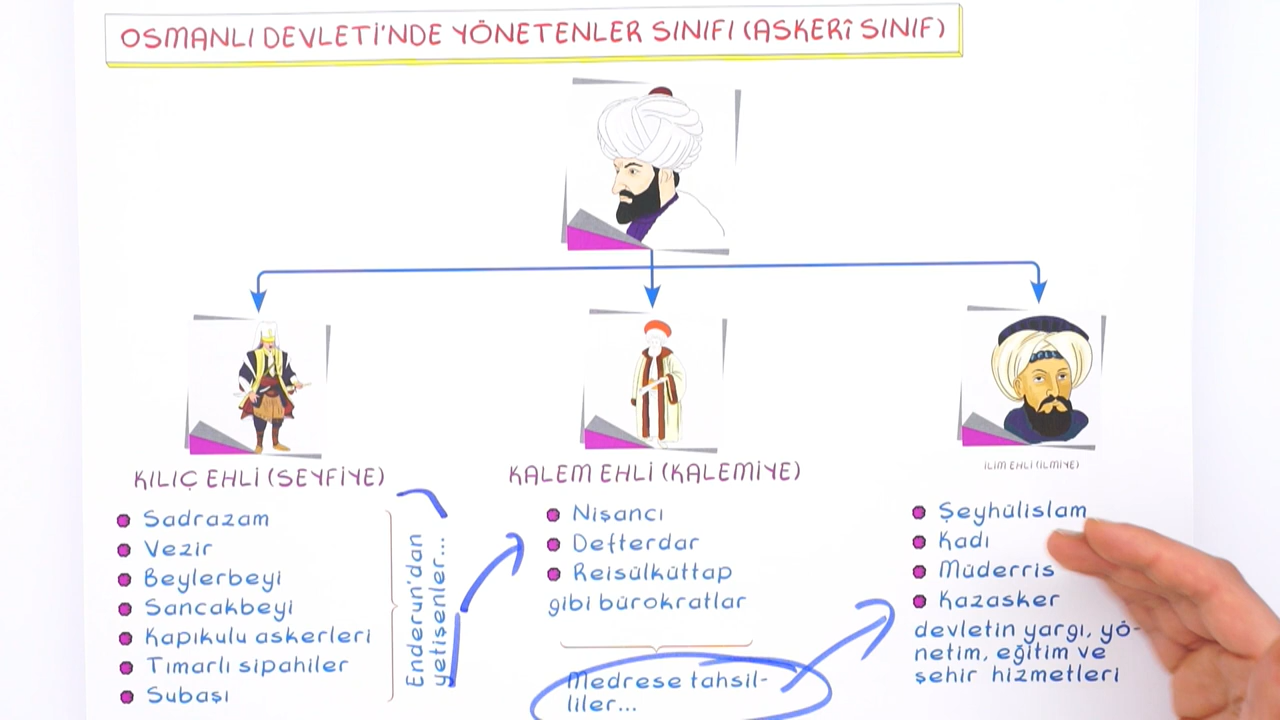 OSMANLI DEVLETİ'NDE YÖNETENLER SINIFI (ASKERÎ SINIF)
KILIÇ EHLİ (SEYFİYE)
Sadrazam
Vezir
Beylerbeyi
Sancakbeyi
Kapıkulu askerleri
Tımarlı sipahiler
Subaşı
Enderun'dan
yetişenler...
KALEM EHLİ (KALEMİYE)
Nişancı
Defterdar
Reisülküttap
gibi bürokratlar
Medrese tahsil-
liler...
İLİM EHLİ (İLMİYE)
Şeyhülislam
Kadı
Müderris
Kazasker
devletin yargı, yö-
netim, eğitim ve
şehir hizmetleri